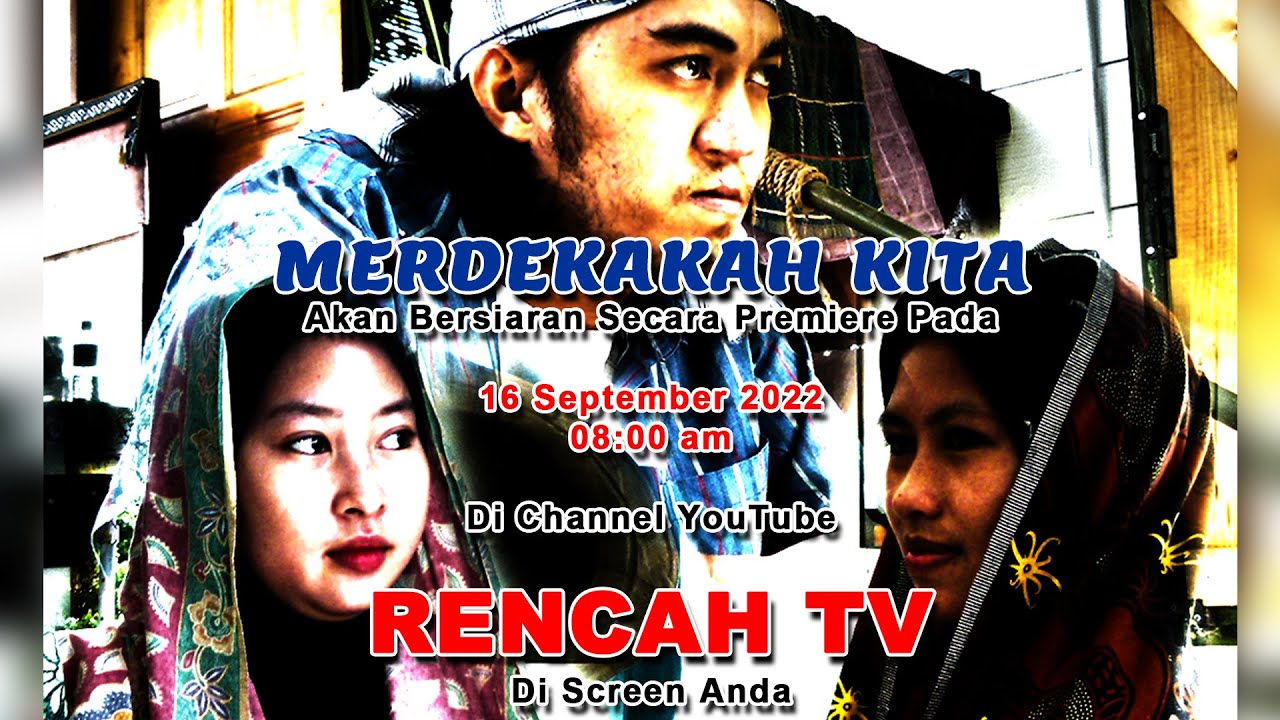 MERDEKAKAH KITA
Akan Bersiaran Secara Premiere Pada
16 September 2022
08:00 am
Di Channel YouTube
RENCAH TV
Di Screen Anda